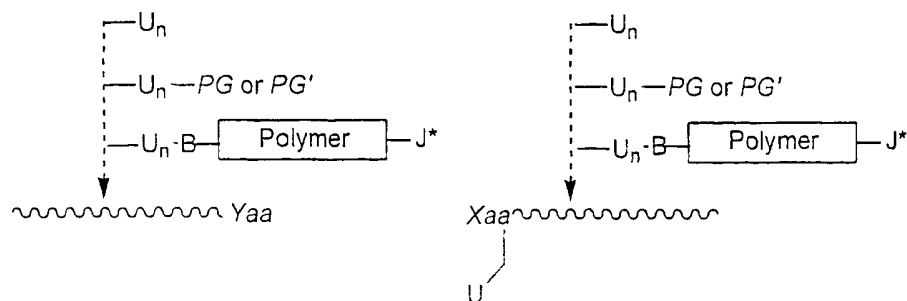 Un
Un
Un PG or PG'
Un PG or PG'
Un-B Polymer J*
Un-B Polymer J*
Yaa
Xaa
U